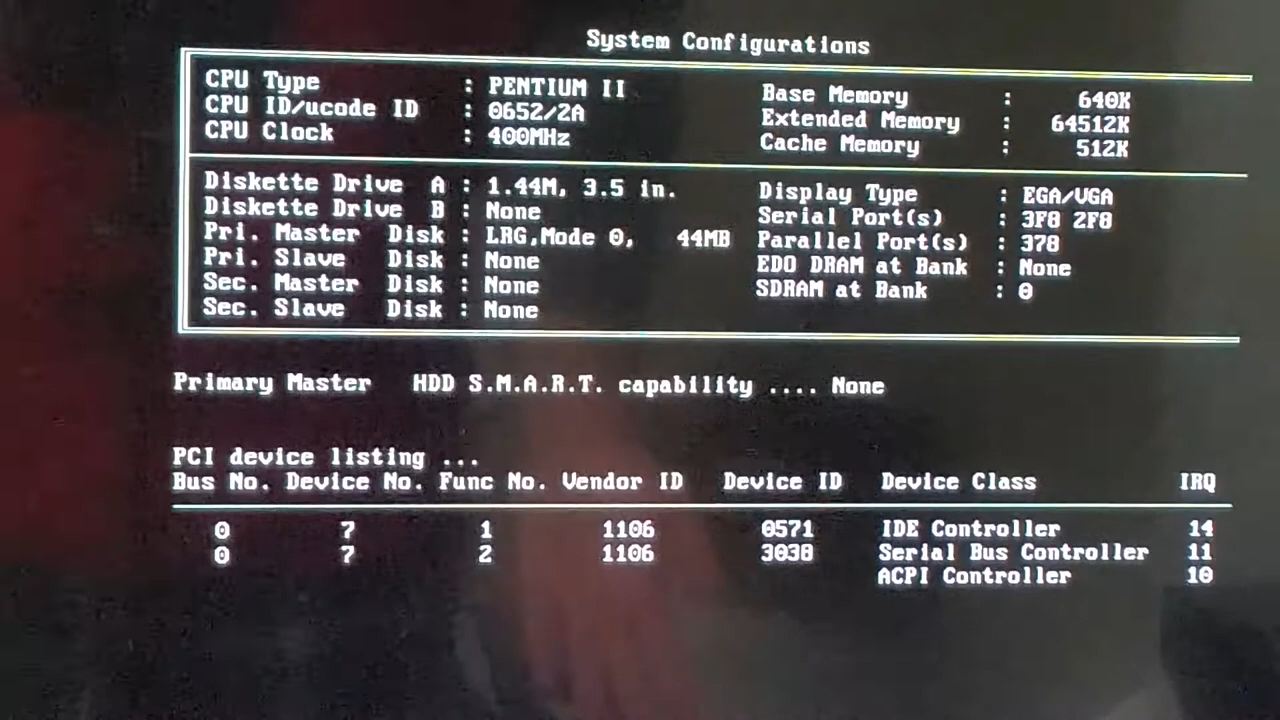 System Configurations
CPU Type : PENTIUM II Base Memory : 640K
CPU ID/ucode ID : 0652/2A Extended Memory : 64512K
CPU Clock : 400MHz Cache Memory : 512K
Diskette Drive A : 1.44M, 3.5 in. Display Type : EGA/VGA
Diskette Drive B : None Serial Port(s) : 3F8 2F8
Pri. Master Disk : LRG,Mode 0, 44MB Parallel Port(s) : 378
Pri. Slave Disk : None EDO DRAM at Bank : None
Sec. Master Disk : None SDRAM at Bank : 0
Sec. Slave Disk : None
Primary Master HDD S.M.A.R.T. capability .... None
PCI device listing ...
Bus No. Device No. Func No. Vendor ID Device ID Device Class IRQ
0 7 1 1106 0571 IDE Controller 14
0 7 2 1106 3038 Serial Bus Controller 11
ACPI Controller 10